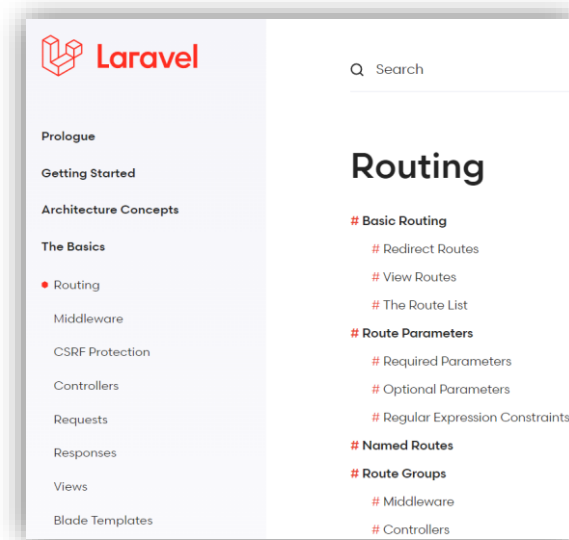 Laravel
Prologue
Getting Started
Architecture Concepts
The Basics
Routing
Middleware
CSRF Protection
Controllers
Requests
Responses
Views
Blade Templates
Search
Routing
# Basic Routing
# Redirect Routes
# View Routes
# The Route List
# Route Parameters
# Required Parameters
# Optional Parameters
# Regular Expression Constraints
# Named Routes
# Route Groups
# Middleware
# Controllers